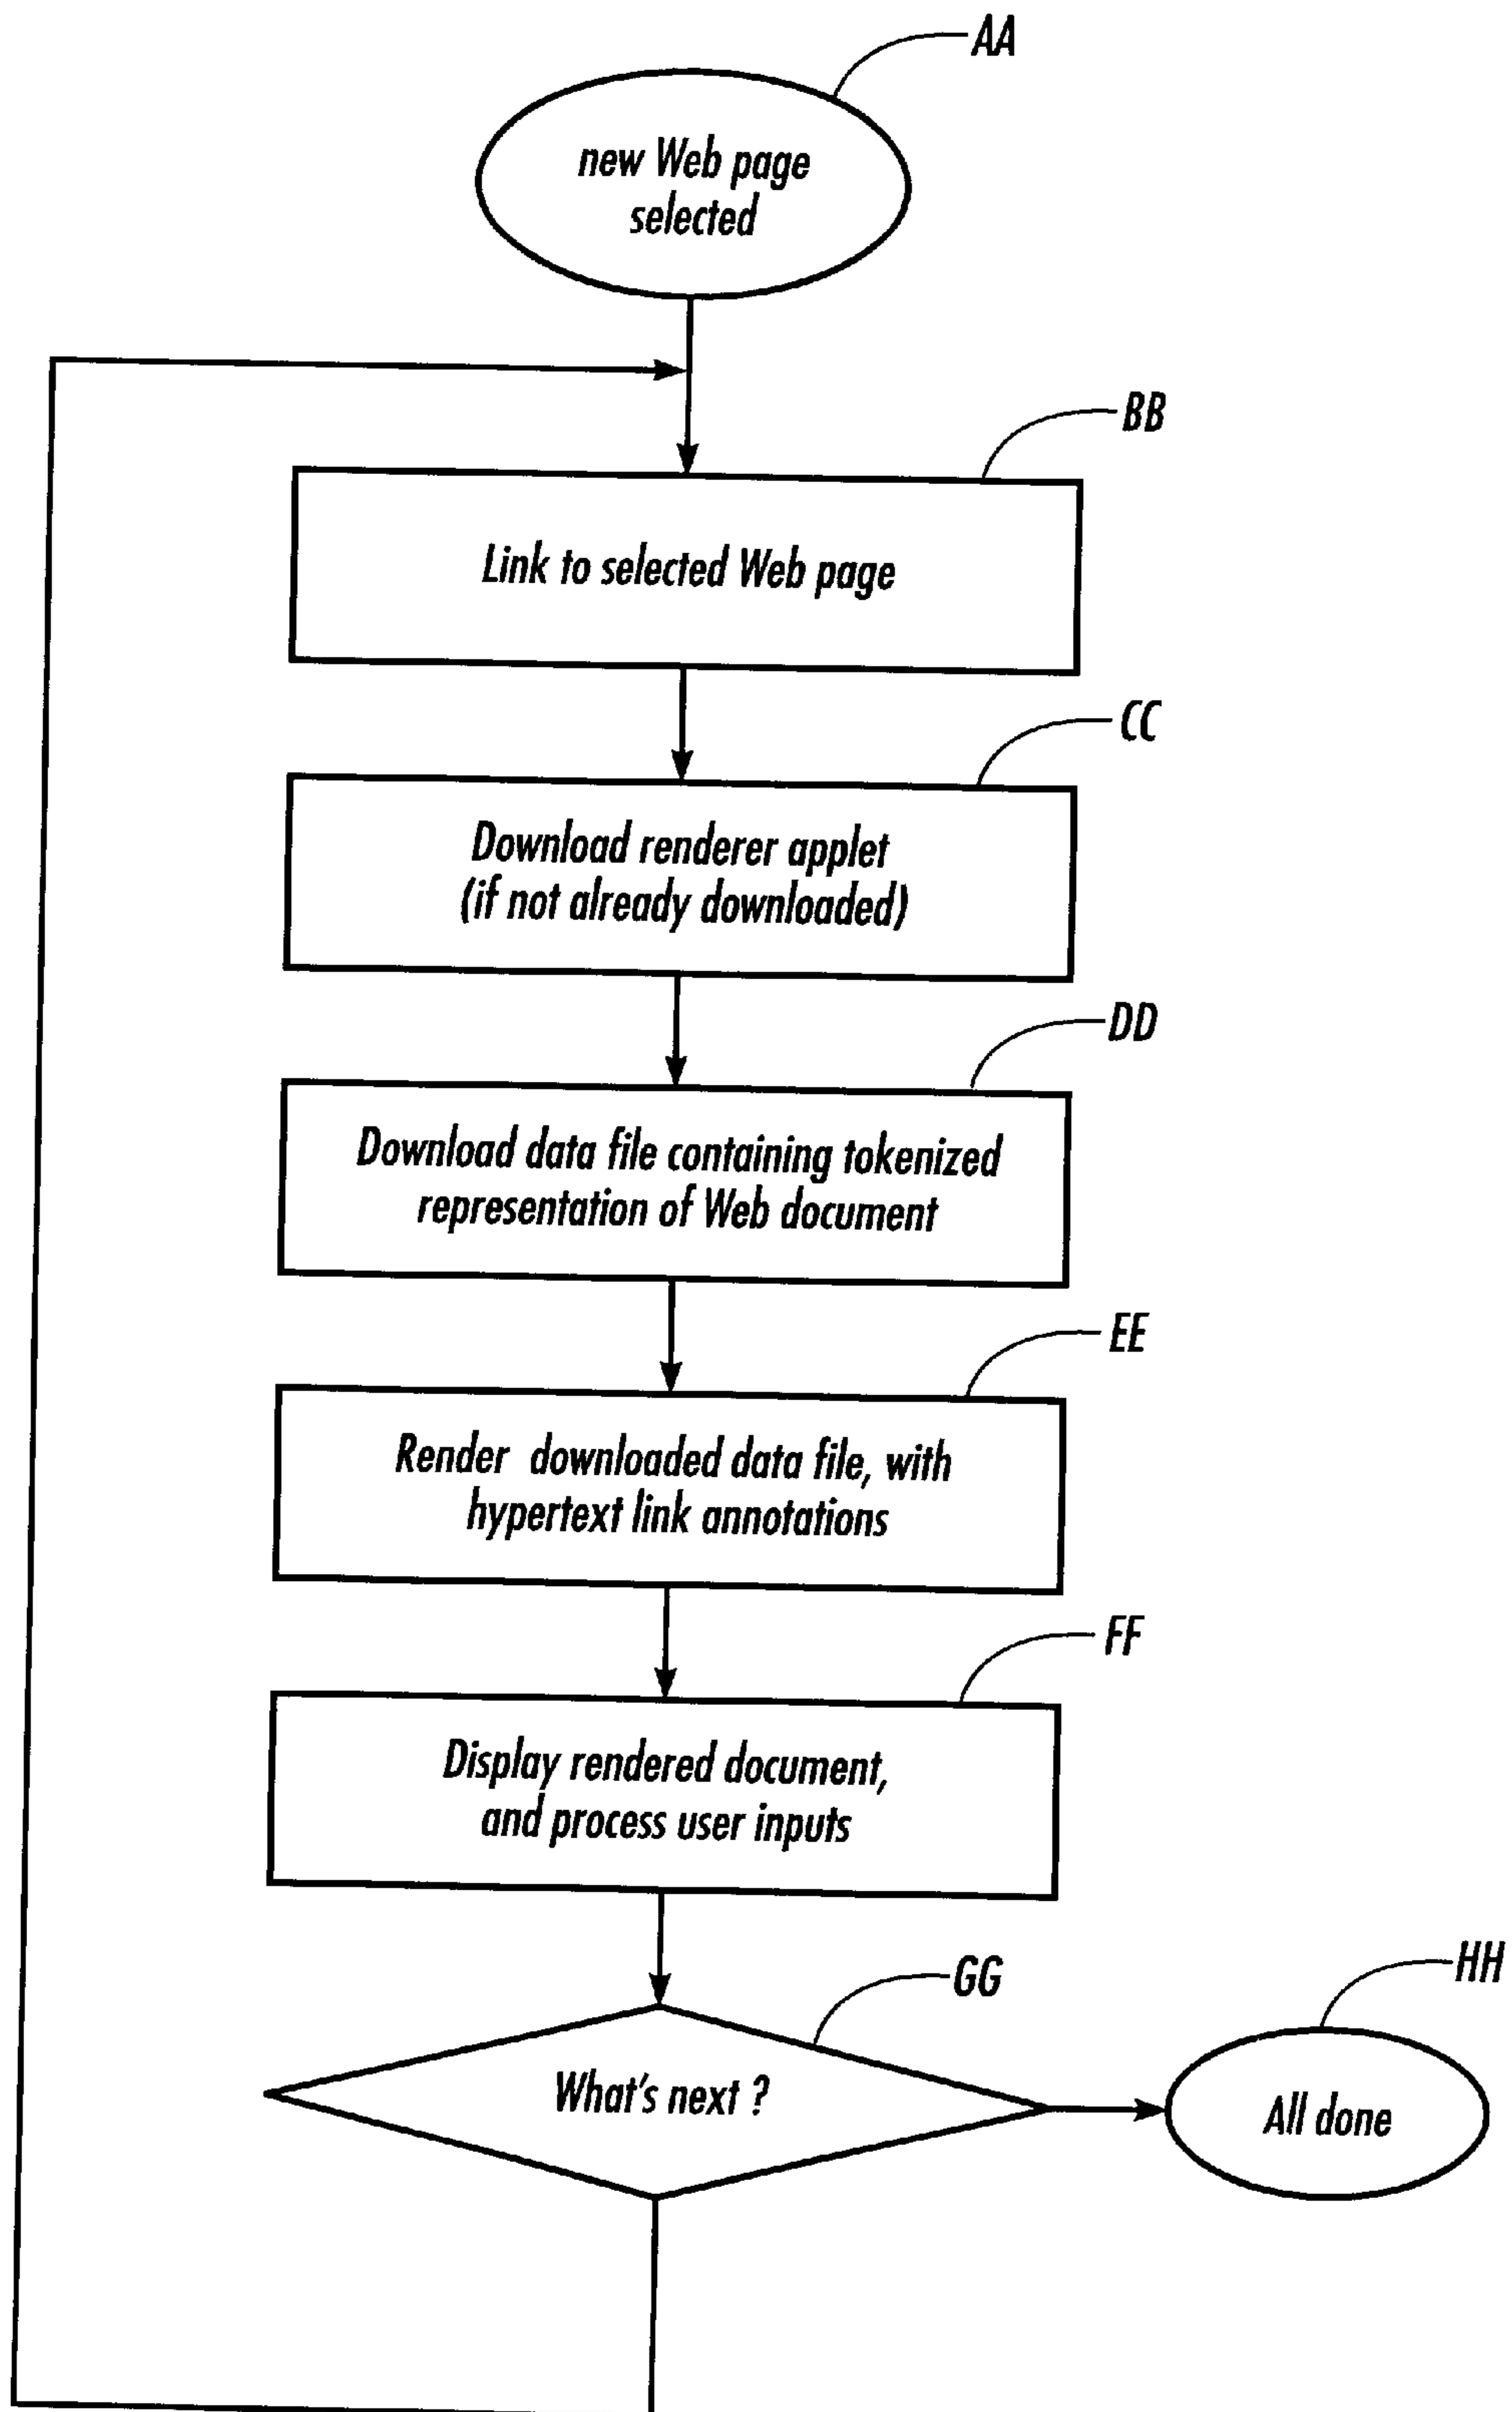 AA
new Web page
selected
BB
Link to selected Web page
CC
Download renderer applet
(if not already downloaded)
DD
Download data file containing tokenized
representation of Web document
EE
Render downloaded data file, with
hypertext link annotations
FF
Display rendered document,
and process user inputs
GG
What's next ?
HH
All done